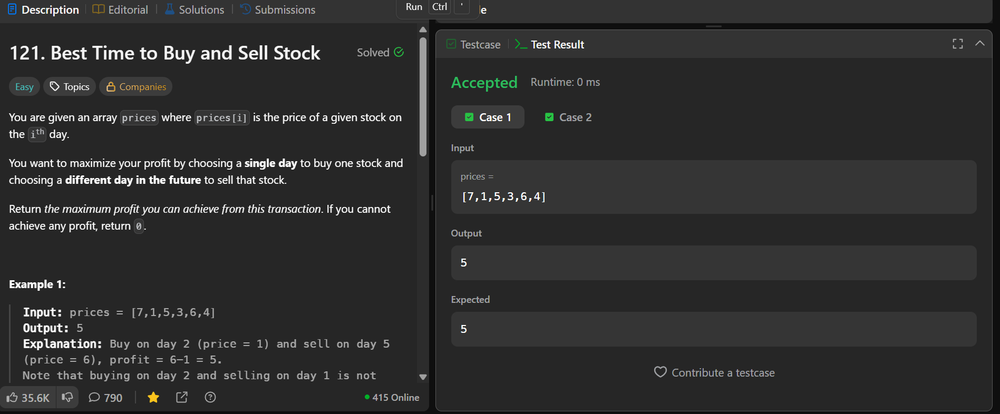 Description | Editorial | Solutions | Submissions
Run Ctrl '
121. Best Time to Buy and Sell Stock
Solved
Easy Topics Companies
You are given an array prices where prices[i] is the price of a given stock on
the ith day.
You want to maximize your profit by choosing a single day to buy one stock and
choosing a different day in the future to sell that stock.
Return the maximum profit you can achieve from this transaction. If you cannot
achieve any profit, return 0.
Example 1:
Input: prices = [7,1,5,3,6,4]
Output: 5
Explanation: Buy on day 2 (price = 1) and sell on day 5
(price = 6), profit = 6-1 = 5.
Note that buying on day 2 and selling on day 1 is not
35.6K 790 415 Online
Testcase | Test Result
Accepted Runtime: 0 ms
Case 1 Case 2
Input
prices =
[7,1,5,3,6,4]
Output
5
Expected
5
Contribute a testcase